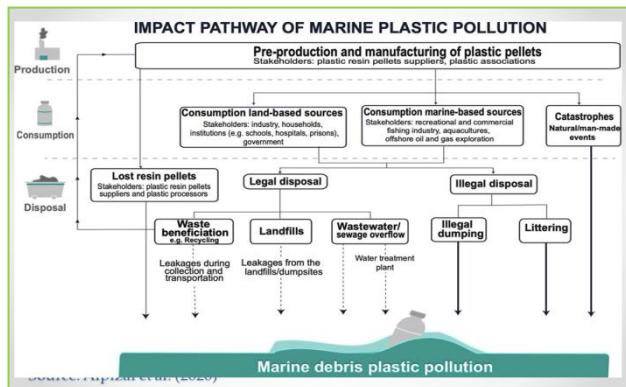 IMPACT PATHWAY OF MARINE PLASTIC POLLUTION
Production
Pre-production and manufacturing of plastic pellets
Stakeholders: plastic resin pellets suppliers, plastic associations
Consumption
Consumption land-based sources
Stakeholders: industry, households,
institutions (e.g. schools, hospitals, prisons),
government
Consumption marine-based sources
Stakeholders: recreational and commercial
fishing industry, aquacultures,
offshore oil and gas exploration
Catastrophes
Natural/man-made
events
Disposal
Lost resin pellets
Stakeholders: plastic resin pellets
suppliers and plastic processors
Legal disposal
Illegal disposal
Waste
beneficiation
e.g. Recycling
Landfills
Wastewater/
sewage overflow
Illegal
dumping
Littering
Leakages during
collection and
transportation
Leakages from the
landfills/dumpsites
Water treatment
plant
Marine debris plastic pollution
Source: Alpizar et al. (2020)